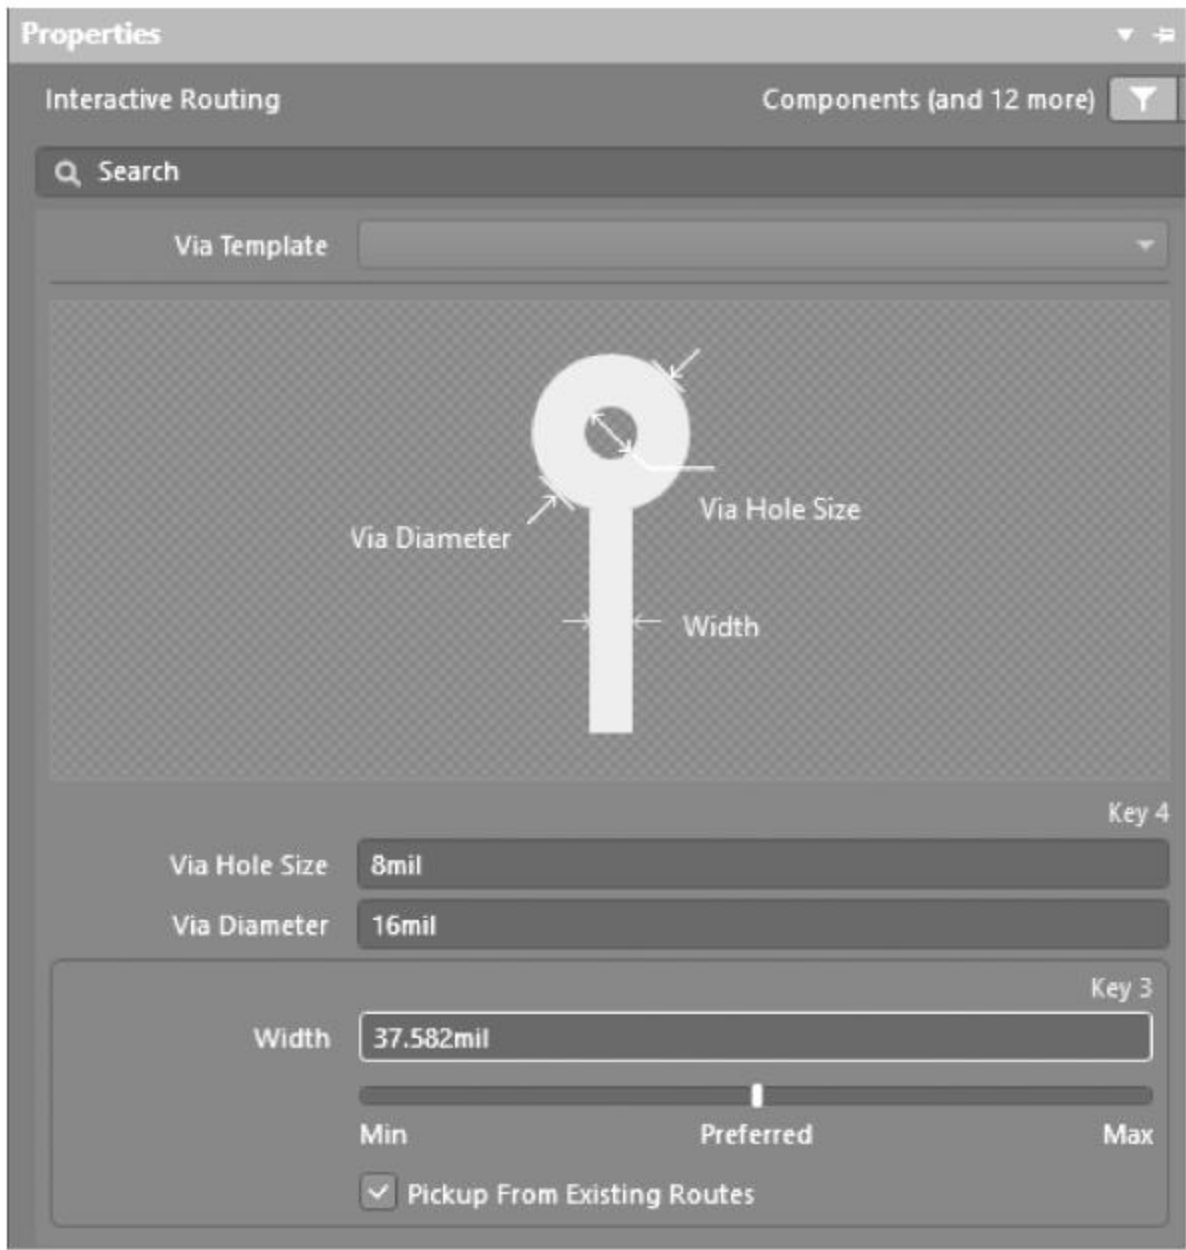 Properties
Interactive Routing Components (and 12 more)
Search
Via Template
Via Hole Size
Via Diameter
Width
Key 4
Via Hole Size 8mil
Via Diameter 16mil
Key 3
Width 37.582mil
Min Preferred Max
Pickup From Existing Routes